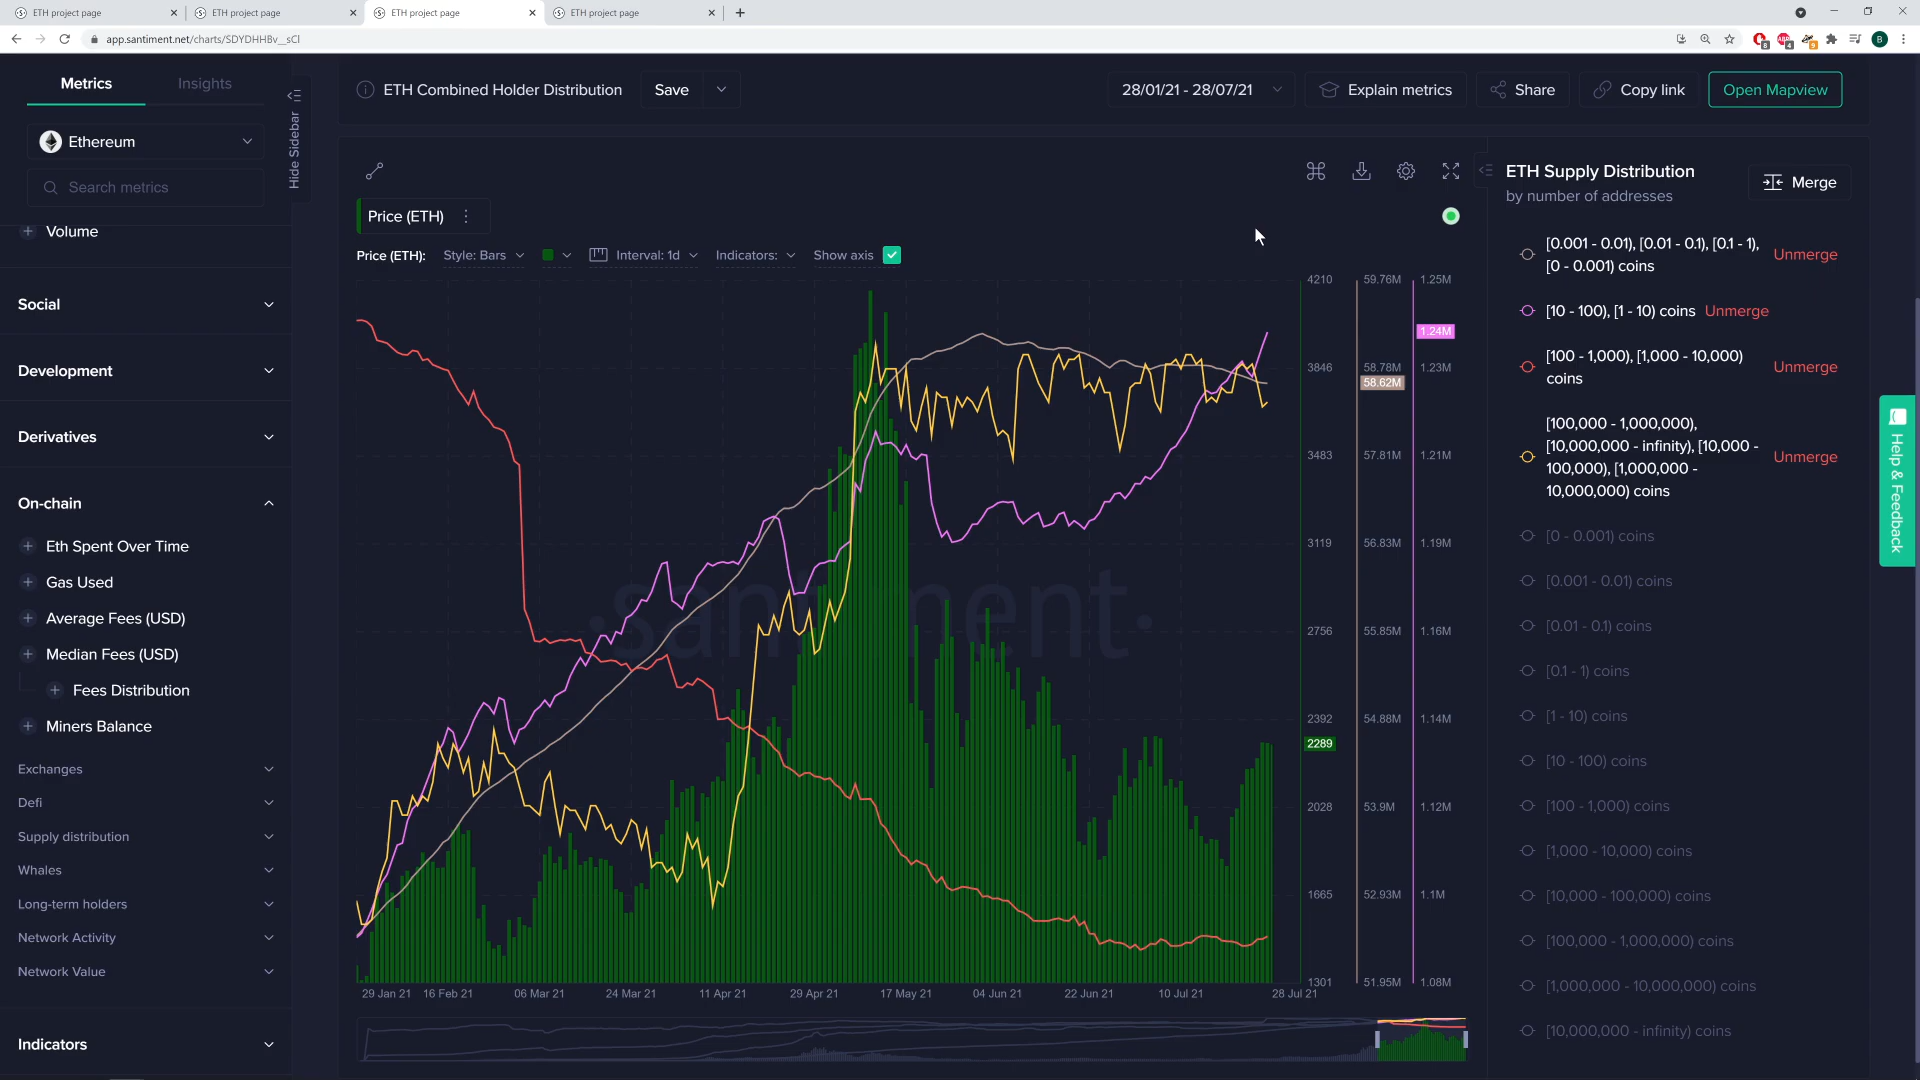 ETH project page
ETH project page
ETH project page
ETH project page
app.santiment.net/charts/SDYDHHBv__sCl
Metrics
Insights
Ethereum
Search metrics
Volume
Social
Development
Derivatives
On-chain
Eth Spent Over Time
Gas Used
Average Fees (USD)
Median Fees (USD)
Fees Distribution
Miners Balance
Exchanges
Defi
Supply distribution
Whales
Long-term holders
Network Activity
Network Value
Indicators
Hide Sidebar
ETH Combined Holder Distribution
Save
28/01/21 - 28/07/21
Explain metrics
Share
Copy link
Open Mapview
Price (ETH)
Price (ETH):
Style: Bars
Interval: 1d
Indicators:
Show axis
4210 59.76M 1.25M
1.24M
3846 58.78M 1.23M
58.62M
3483 57.81M 1.21M
3119 56.83M 1.19M
2756 55.85M 1.16M
2392 54.88M 1.14M
2289
2028 53.9M 1.12M
1665 52.93M 1.1M
1301 51.95M 1.08M
·santiment·
29 Jan 21 16 Feb 21 06 Mar 21 24 Mar 21 11 Apr 21 29 Apr 21 17 May 21 04 Jun 21 22 Jun 21 10 Jul 21 28 Jul 21
ETH Supply Distribution
by number of addresses
Merge
[0.001 - 0.01), [0.01 - 0.1), [0.1 - 1),
[0 - 0.001) coins
Unmerge
[10 - 100), [1 - 10) coins
Unmerge
[100 - 1,000), [1,000 - 10,000)
coins
Unmerge
[100,000 - 1,000,000),
[10,000,000 - infinity), [10,000 -
100,000), [1,000,000 -
10,000,000) coins
Unmerge
[0 - 0.001) coins
[0.001 - 0.01) coins
[0.01 - 0.1) coins
[0.1 - 1) coins
[1 - 10) coins
[10 - 100) coins
[100 - 1,000) coins
[1,000 - 10,000) coins
[10,000 - 100,000) coins
[100,000 - 1,000,000) coins
[1,000,000 - 10,000,000) coins
[10,000,000 - infinity) coins
Help & Feedback